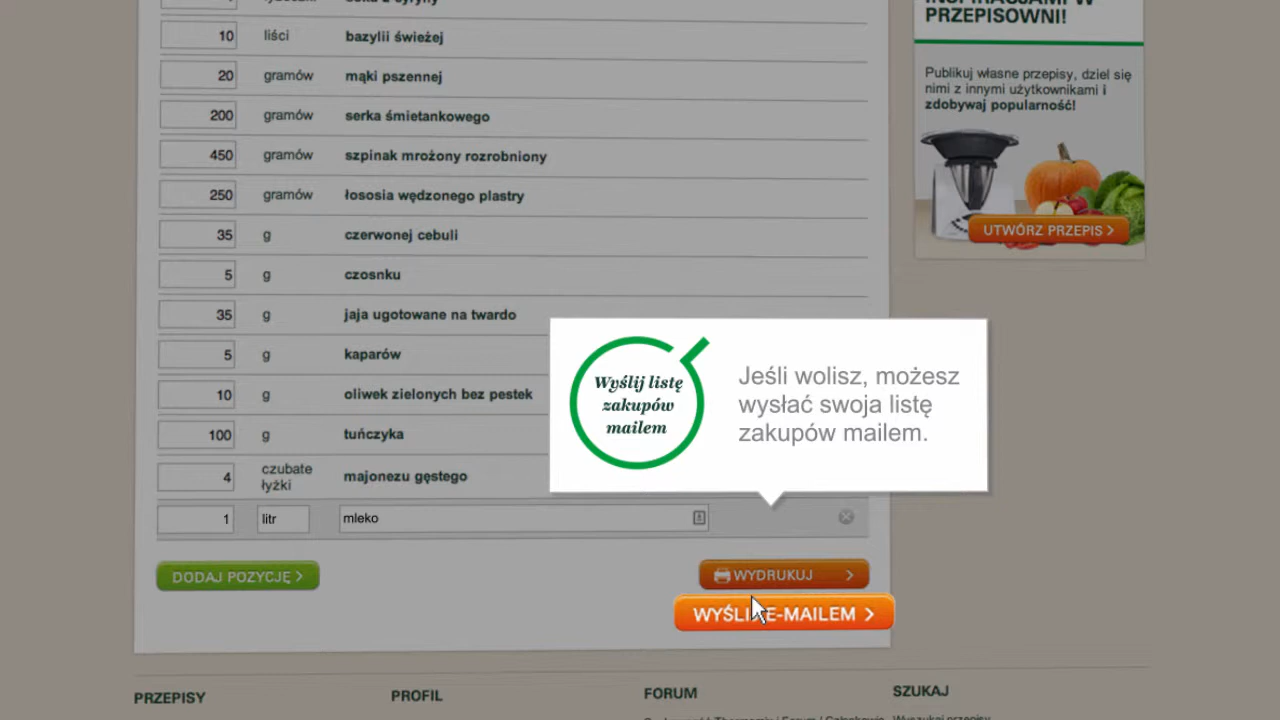 10 liści bazylii świeżej
20 gramów mąki pszennej
200 gramów serka śmietankowego
450 gramów szpinak mrożony rozrobniony
250 gramów łososia wędzonego plastry
35 g czerwonej cebuli
5 g czosnku
35 g jaja ugotowane na twardo
5 g kaparów
10 g oliwek zielonych bez pestek
100 g tuńczyka
4 czubate
łyżki majonezu gęstego
1 litr mleko
DODAJ POZYCJĘ
WYDRUKUJ
WYŚLIJ E-MAILEM
Wyślij listę
zakupów
mailem
Jeśli wolisz, możesz
wysłać swoja listę
zakupów mailem.
PRZEPISOWNI!
Publikuj własne przepisy, dziel się
nimi z innymi użytkownikami i
zdobywaj popularność!
UTWÓRZ PRZEPIS
PRZEPISY
PROFIL
FORUM
SZUKAJ